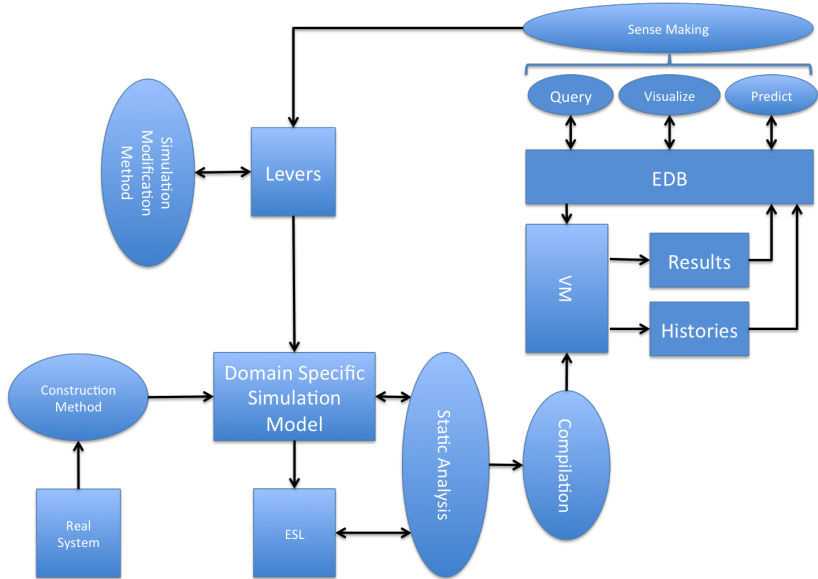 Sense Making
Query
Visualize
Predict
Simulation
Modification
Method
Levers
EDB
VM
Results
Histories
Construction
Method
Domain Specific
Simulation
Model
Static Analysis
Compilation
Real
System
ESL